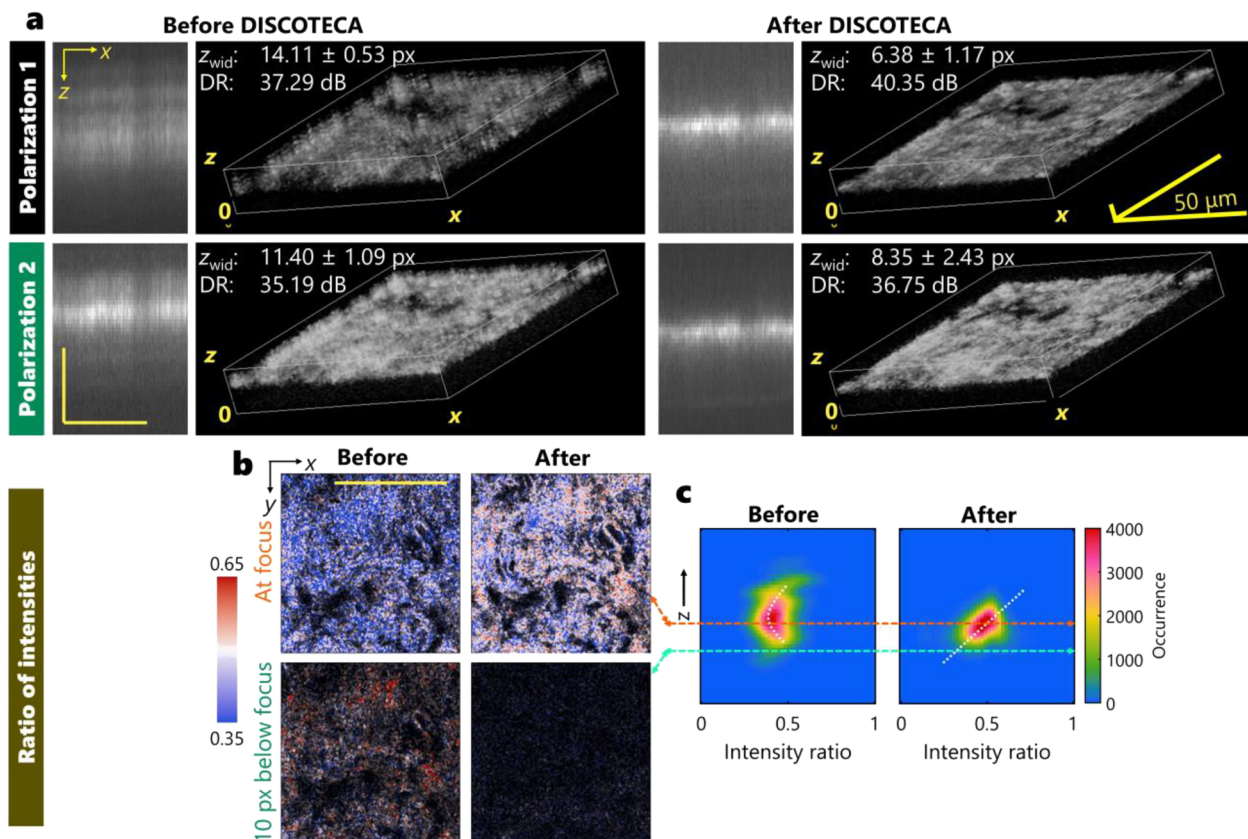 a
Before DISCOTECA
After DISCOTECA
Polarization 1
x
z
z_wid: 14.11 ± 0.53 px
DR: 37.29 dB
z
0
x
z_wid: 6.38 ± 1.17 px
DR: 40.35 dB
z
0
x
50 µm
Polarization 2
z_wid: 11.40 ± 1.09 px
DR: 35.19 dB
z
0
x
z_wid: 8.35 ± 2.43 px
DR: 36.75 dB
z
0
x
Ratio of intensities
b
x
y
Before
After
At focus
10 px below focus
0.65
0.35
c
Before
After
z
0
0.5
1
Intensity ratio
0
0.5
1
Intensity ratio
4000
3000
2000
1000
0
Occurrence